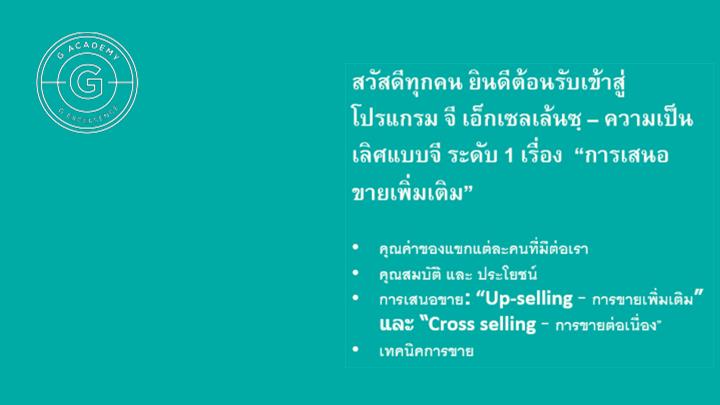 G ACADEMY
G
G EXCELLENCE
สวัสดีทุกคน ยินดีต้อนรับเข้าสู่
โปรแกรม จี เอ็กเซลเล้นซฺ – ความเป็น
เลิศแบบจี ระดับ 1 เรื่อง “การเสนอ
ขายเพิ่มเติม”
• คุณค่าของแขกแต่ละคนที่มีต่อเรา
• คุณสมบัติ และ ประโยชน์
• การเสนอขาย: “Up-selling – การขายเพิ่มเติม”
และ “Cross selling – การขายต่อเนื่อง”
• เทคนิคการขาย